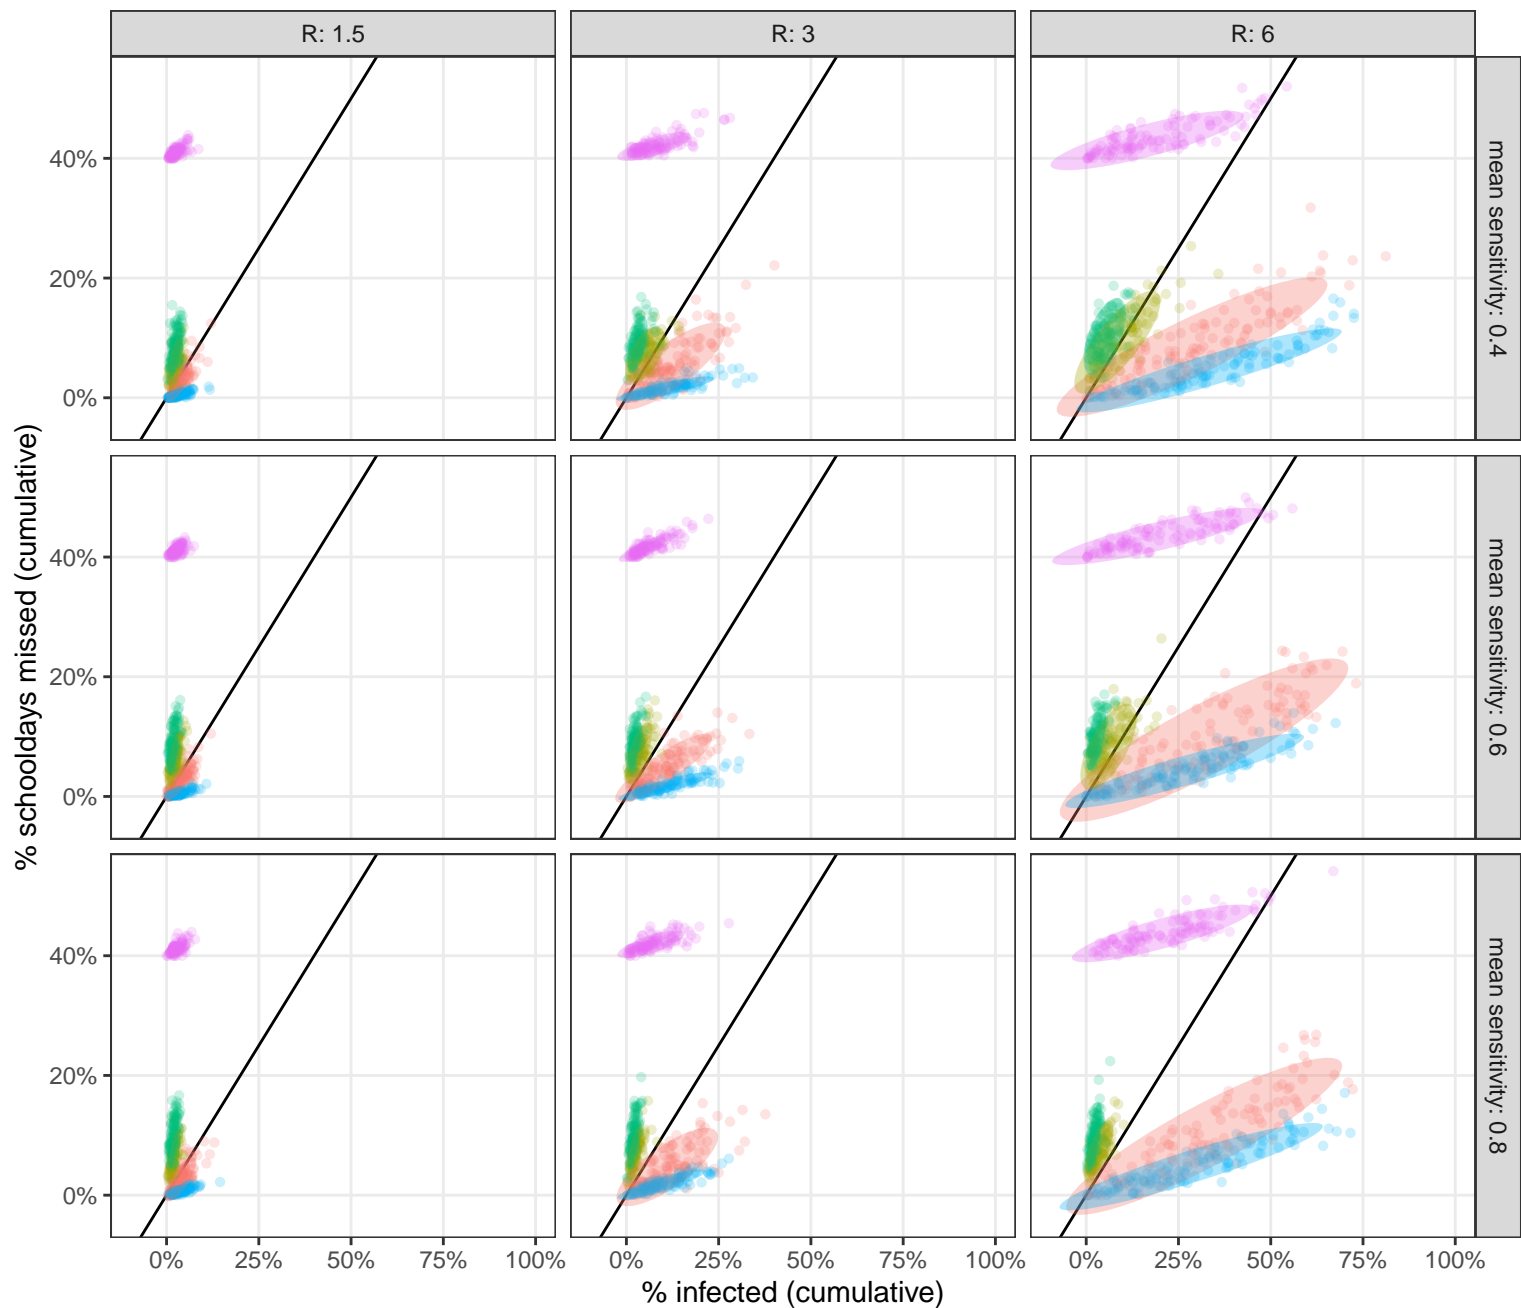 R: 1.5
R: 3
R: 6
40%
20%
0%
mean sensitivity: 0.4
40%
20%
0%
mean sensitivity: 0.6
40%
20%
0%
mean sensitivity: 0.8
% schooldays missed (cumulative)
0% 25% 50% 75% 100%
0% 25% 50% 75% 100%
0% 25% 50% 75% 100%
% infected (cumulative)